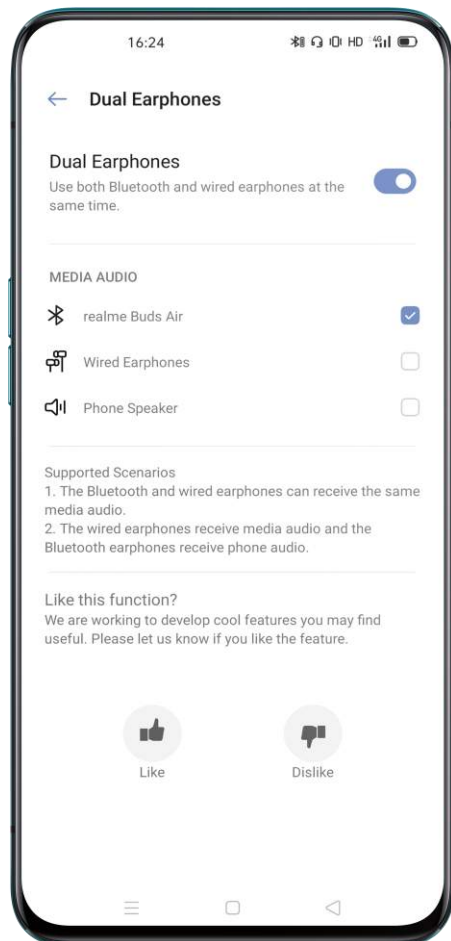 16:24 HD 4G
Dual Earphones
Dual Earphones
Use both Bluetooth and wired earphones at the
same time.
MEDIA AUDIO
realme Buds Air
Wired Earphones
Phone Speaker
Supported Scenarios
1. The Bluetooth and wired earphones can receive the same
media audio.
2. The wired earphones receive media audio and the
Bluetooth earphones receive phone audio.
Like this function?
We are working to develop cool features you may find
useful. Please let us know if you like the feature.
Like Dislike